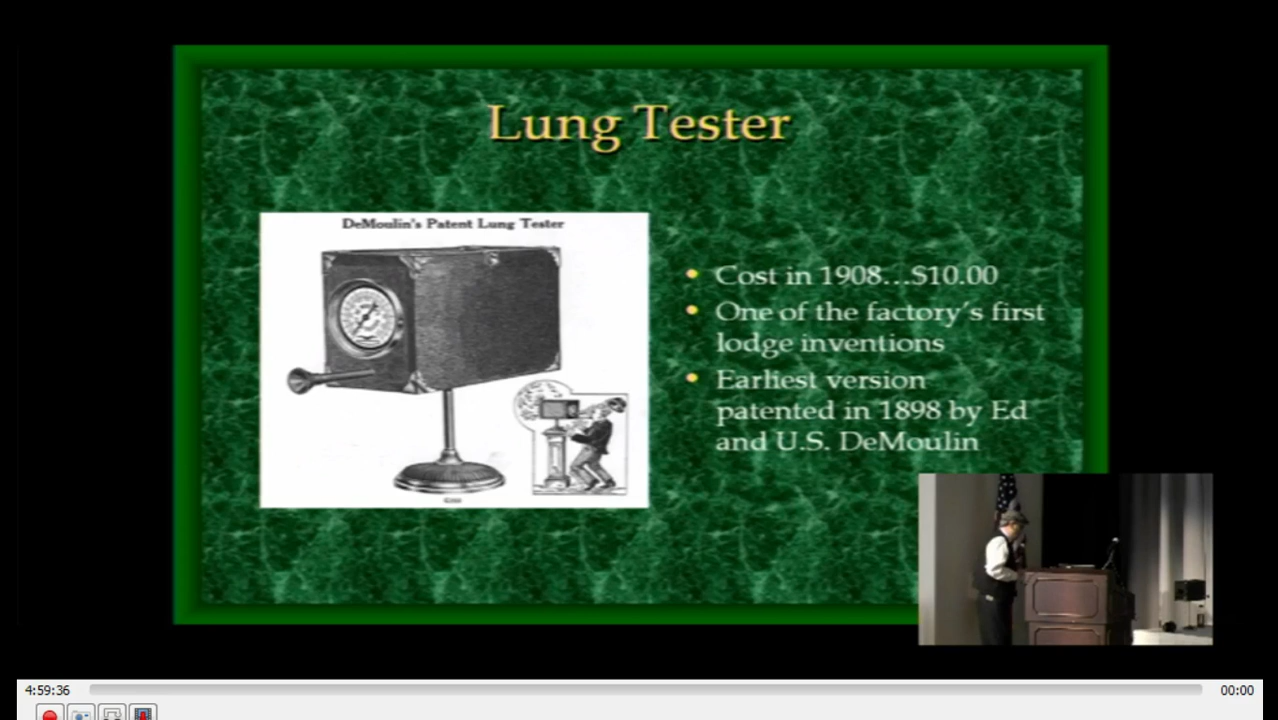 Lung Tester
DeMoulin's Patent Lung Tester
• Cost in 1908...$10.00
• One of the factory's first
lodge inventions
• Earliest version
patented in 1898 by Ed
and U.S. DeMoulin
4:59:36
00:00